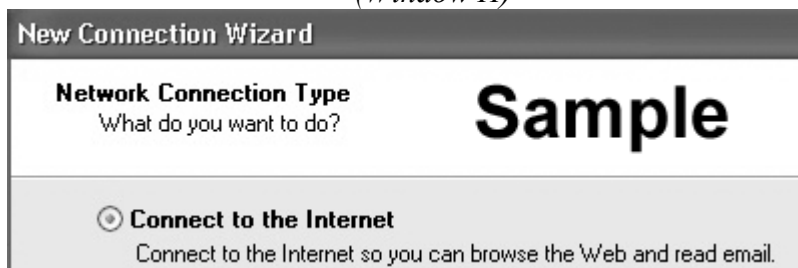 New Connection Wizard
Network Connection Type
What do you want to do?
Sample
Connect to the Internet
Connect to the Internet so you can browse the Web and read email.